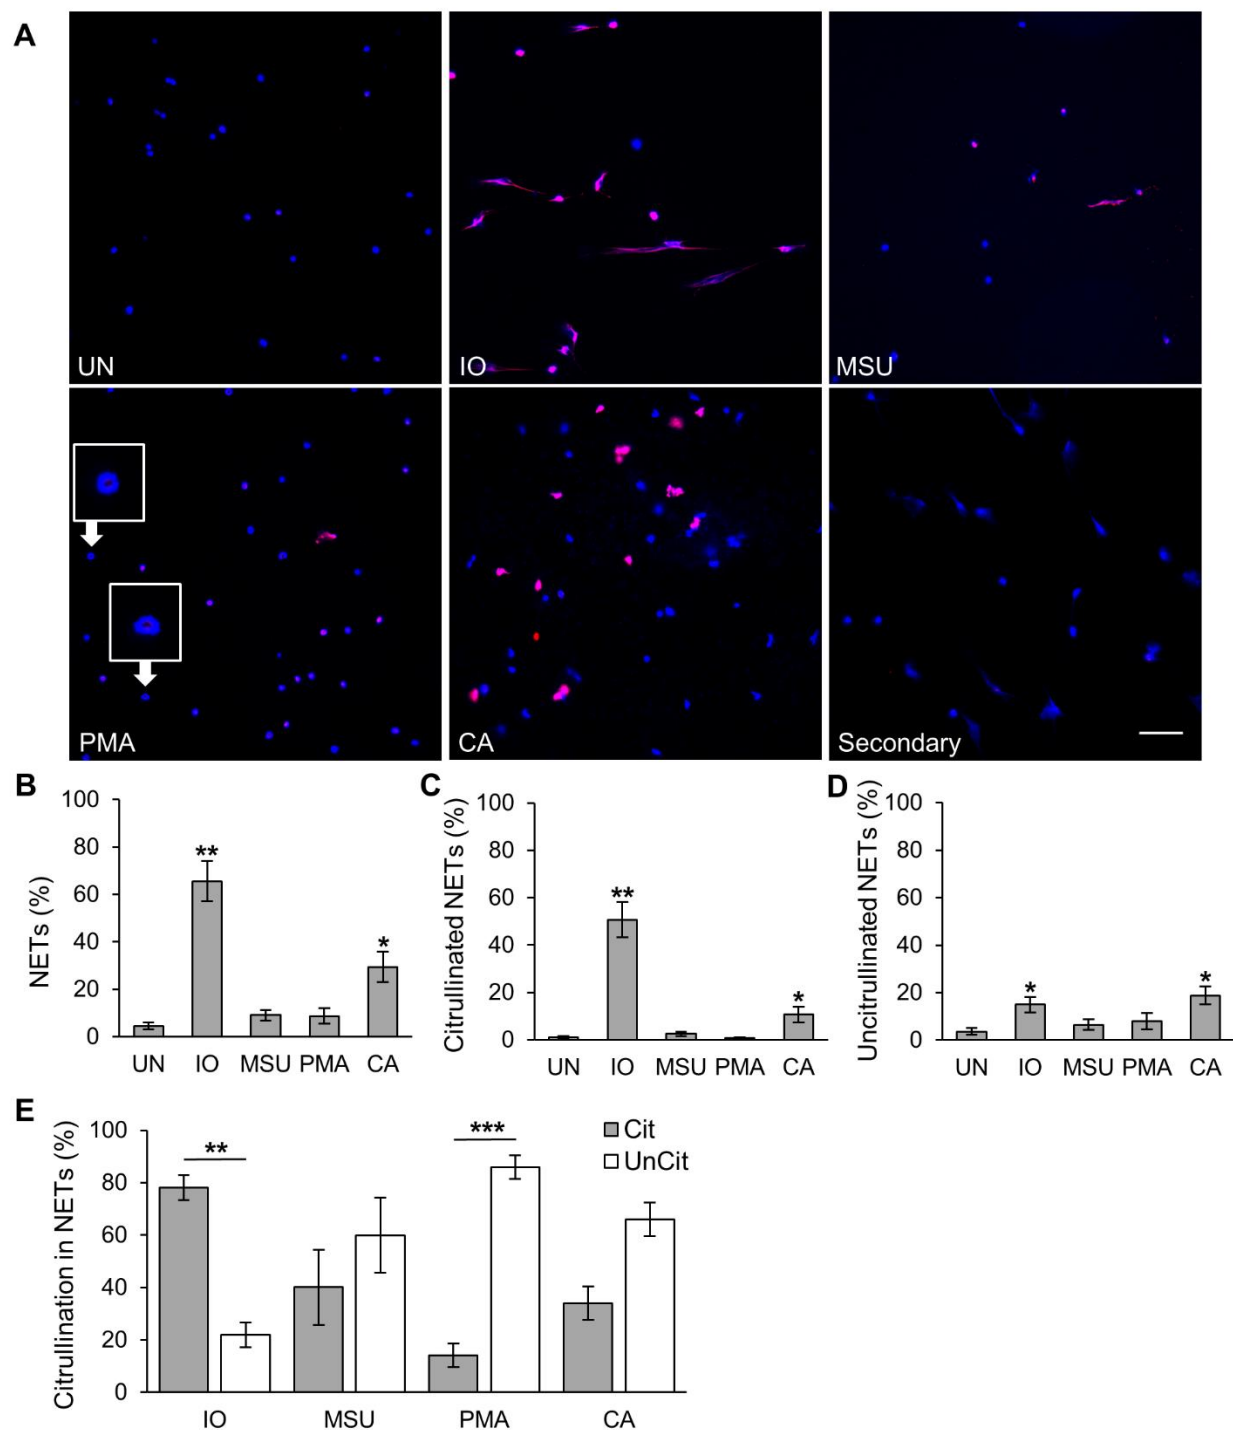 A
UN
IO
MSU
PMA
CA
Secondary
B
NETs (%)
100
80
60
40
20
0
**
*
UN IO MSU PMA CA
C
Citrullinated NETs (%)
100
80
60
40
20
0
**
*
UN IO MSU PMA CA
D
Uncitrullinated NETs (%)
100
80
60
40
20
0
*
*
UN IO MSU PMA CA
E
Citrullination in NETs (%)
100
80
60
40
20
0
**
***
Cit
UnCit
IO MSU PMA CA